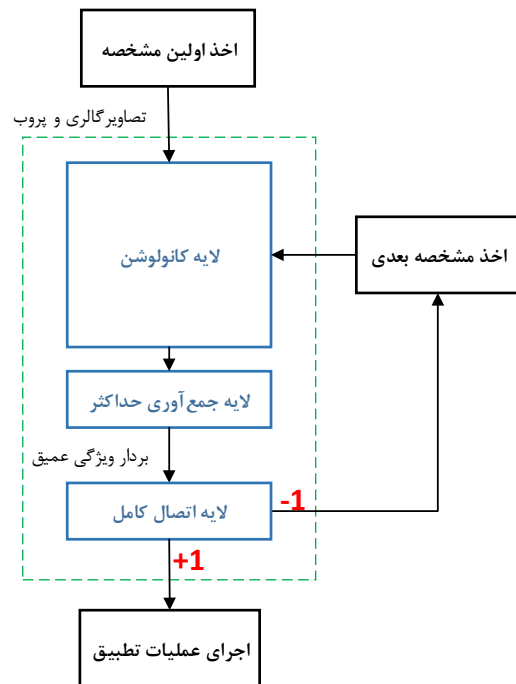 اخذ اولین مشخصه
تصاویرگالری و پروب
لایه کانولوشن
اخذ مشخصه بعدی
لایه جمع‌آوری حداکثر
بردار ویژگی عمیق
لایه اتصال کامل
-1
+1
اجرای عملیات تطبیق